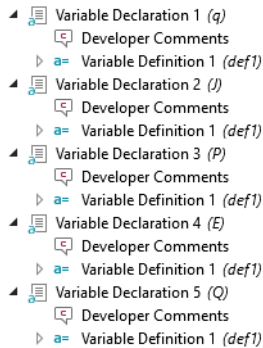 Variable Declaration 1 (q)
Developer Comments
a= Variable Definition 1 (def1)
Variable Declaration 2 (J)
Developer Comments
a= Variable Definition 1 (def1)
Variable Declaration 3 (P)
Developer Comments
a= Variable Definition 1 (def1)
Variable Declaration 4 (E)
Developer Comments
a= Variable Definition 1 (def1)
Variable Declaration 5 (Q)
Developer Comments
a= Variable Definition 1 (def1)